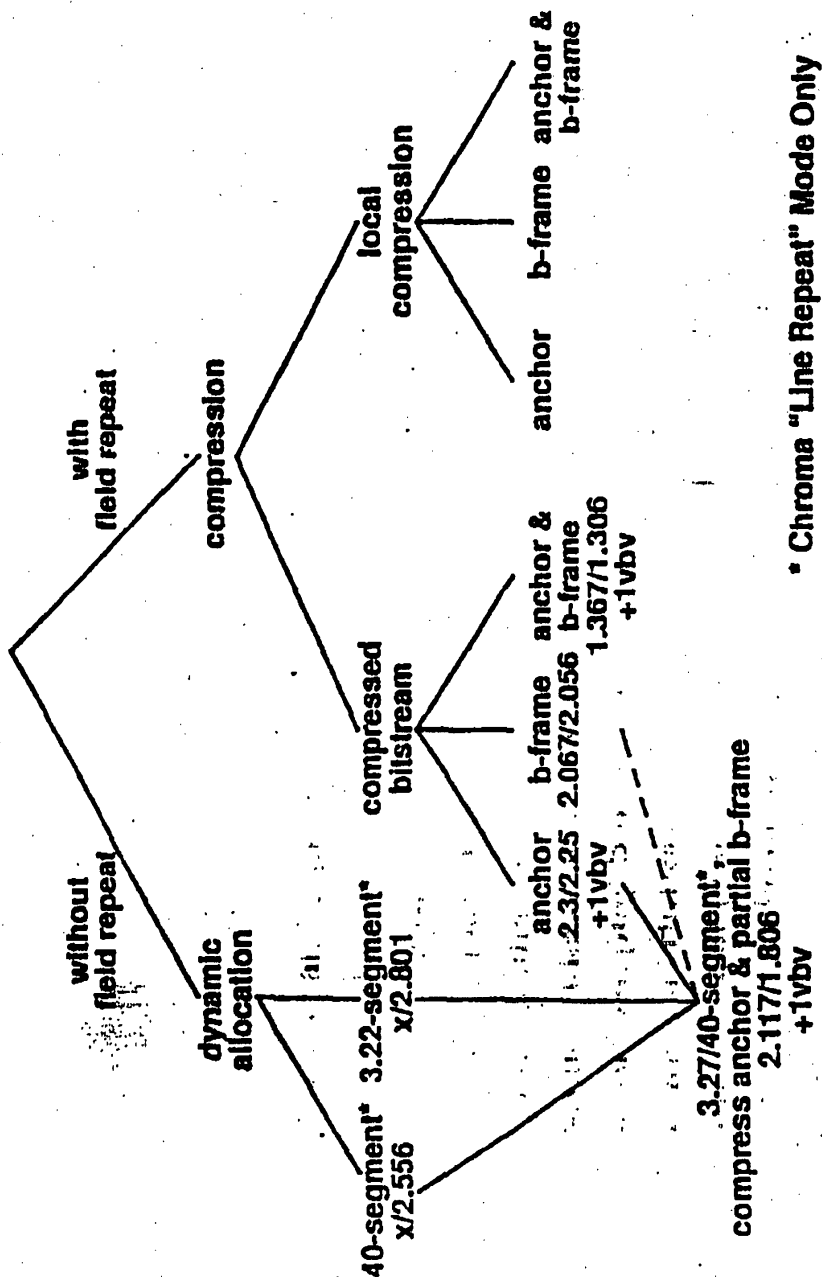 without
field repeat
with
field repeat
dynamic
allocation
compression
40-segment*
x/2.556
3.22-segment*
x/2.801
compressed
bitstream
local
compression
anchor
2.3/2.25
+1vbv
b-frame
2.067/2.056
anchor &
b-frame
1.367/1.306
+1vbv
anchor
b-frame
anchor &
b-frame
3.27/40-segment*,
compress anchor & partial b-frame
2.117/1.806
+1vbv
* Chroma "Line Repeat" Mode Only